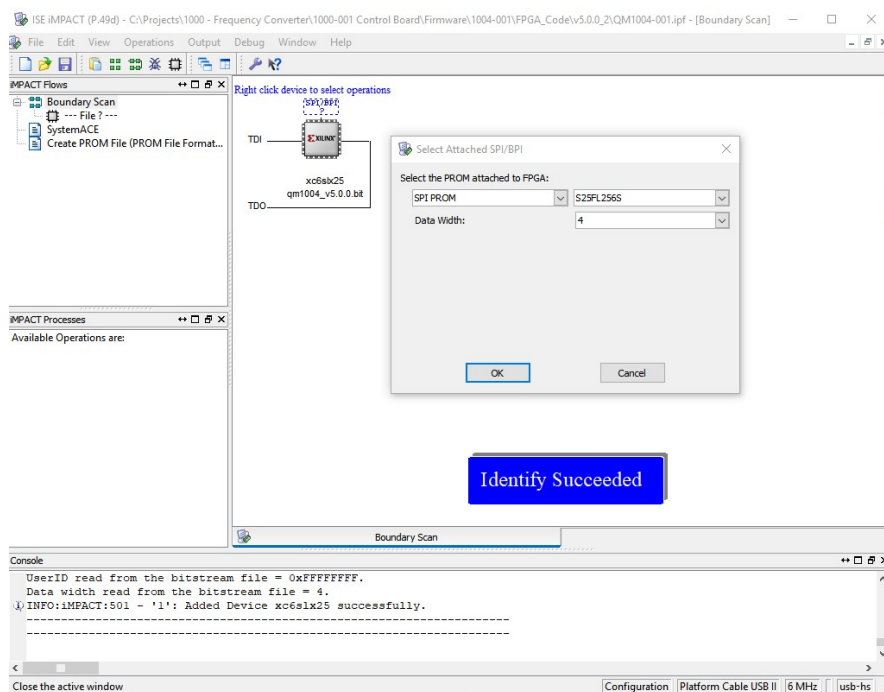 ISE iMPACT (P.49d) - C:\Projects\1000 - Frequency Converter\1000-001 Control Board\Firmware\1004-001\FPGA_Code\v5.0.0_2\QM1004-001.ipf - [Boundary Scan]
File Edit View Operations Output Debug Window Help
iMPACT Flows
Boundary Scan
--- File ? ---
SystemACE
Create PROM File (PROM File Format...
Right click device to select operations
SPI/BPI
?
TDI
XILINX
xc6slx25
qm1004_v5.0.0.bit
TDO
Select Attached SPI/BPI
Select the PROM attached to FPGA:
SPI PROM
S25FL256S
Data Width:
4
OK
Cancel
iMPACT Processes
Available Operations are:
Identify Succeeded
Boundary Scan
Console
UserID read from the bitstream file = 0xFFFFFFFF.
Data width read from the bitstream file = 4.
INFO:iMPACT:501 - '1': Added Device xc6slx25 successfully.
----------------------------------------------------------------------
----------------------------------------------------------------------
Close the active window
Configuration
Platform Cable USB II
6 MHz
usb-hs